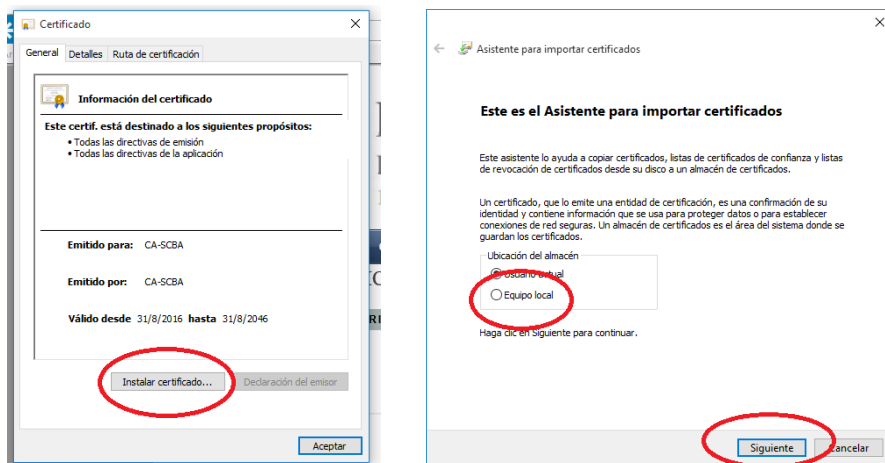 Certificado
General Detalles Ruta de certificación
Información del certificado
Este certif. está destinado a los siguientes propósitos:
• Todas las directivas de emisión
• Todas las directivas de la aplicación
Emitido para: CA-SCBA
Emitido por: CA-SCBA
Válido desde 31/8/2016 hasta 31/8/2046
Instalar certificado... Declaración del emisor
Aceptar
Asistente para importar certificados
Este es el Asistente para importar certificados
Este asistente lo ayuda a copiar certificados, listas de certificados de confianza y listas
de revocación de certificados desde su disco a un almacén de certificados.
Un certificado, que lo emite una entidad de certificación, es una confirmación de su
identidad y contiene información que se usa para proteger datos o para establecer
conexiones de red seguras. Un almacén de certificados es el área del sistema donde se
guardan los certificados.
Ubicación del almacén
Usuario actual
Equipo local
Haga clic en Siguiente para continuar.
Siguiente Cancelar